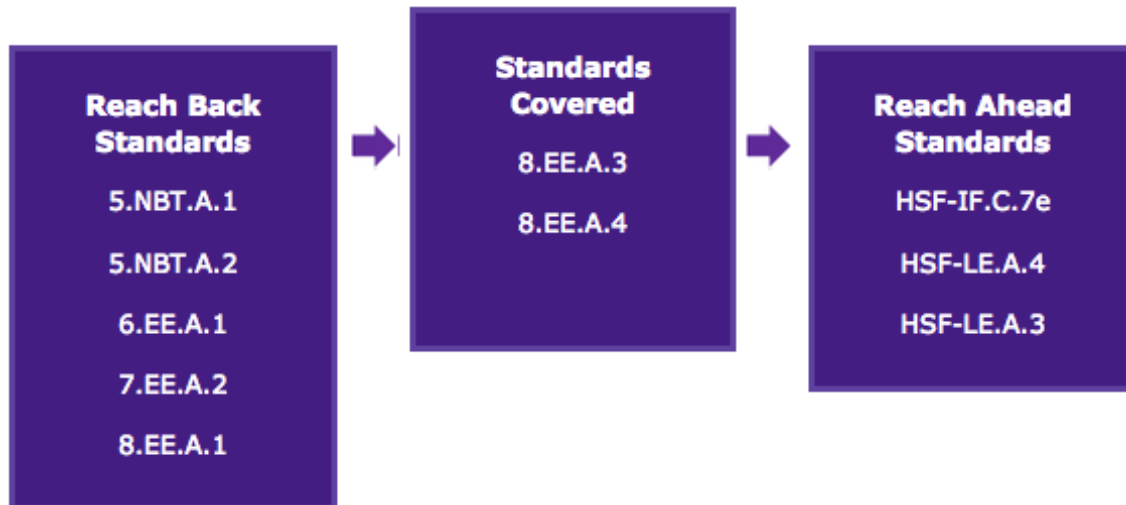 Reach Back
Standards
5.NBT.A.1
5.NBT.A.2
6.EE.A.1
7.EE.A.2
8.EE.A.1
Standards
Covered
8.EE.A.3
8.EE.A.4
Reach Ahead
Standards
HSF-IF.C.7e
HSF-LE.A.4
HSF-LE.A.3